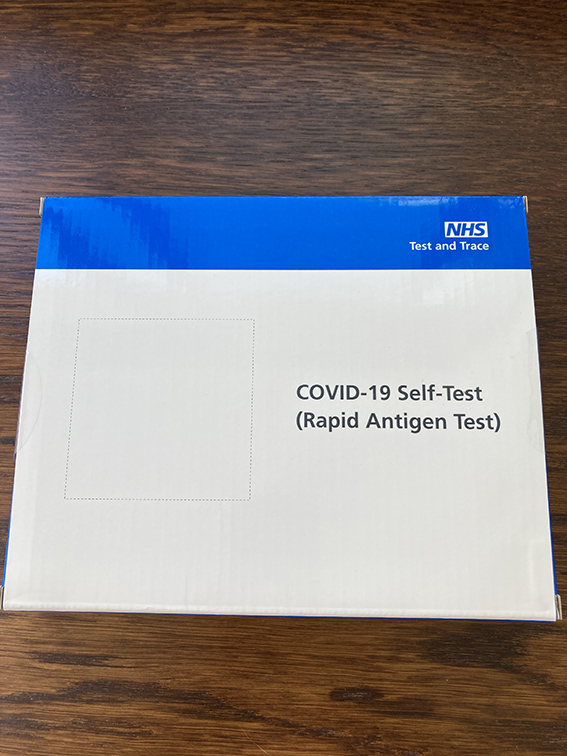 NHS
Test and Trace
COVID-19 Self-Test
(Rapid Antigen Test)